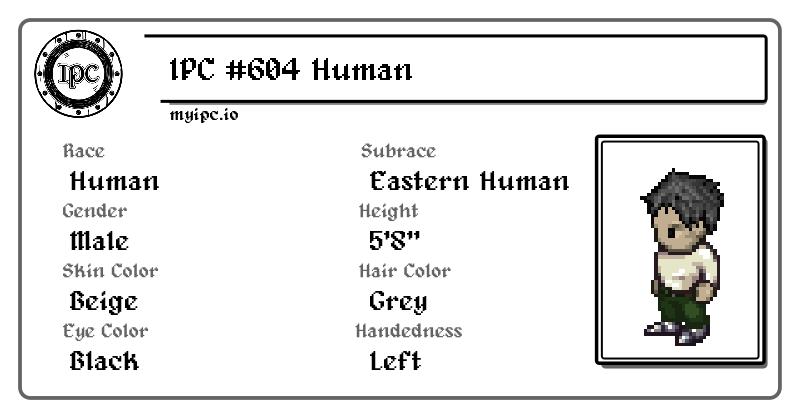 IPC
IPC #604 Human
myipc.io
Race
Human
Subrace
Eastern Human
Gender
Male
Height
5'8"
Skin Color
Beige
Hair Color
Grey
Eye Color
Black
Handedness
Left